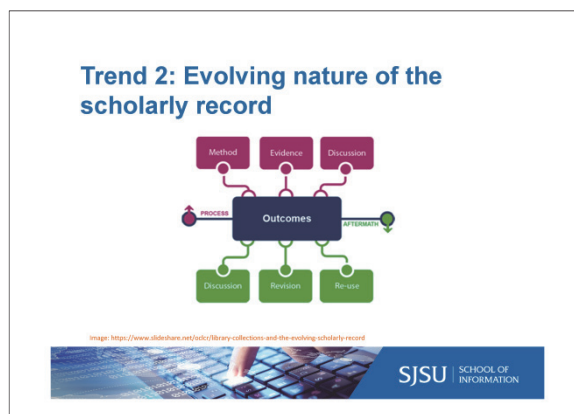 Trend 2: Evolving nature of the
scholarly record
Method
Evidence
Discussion
PROCESS
Outcomes
AFTERMATH
Discussion
Revision
Re-use
Image: https://www.slideshare.net/oclcr/library-collections-and-the-evolving-scholarly-record
SJSU
SCHOOL OF
INFORMATION